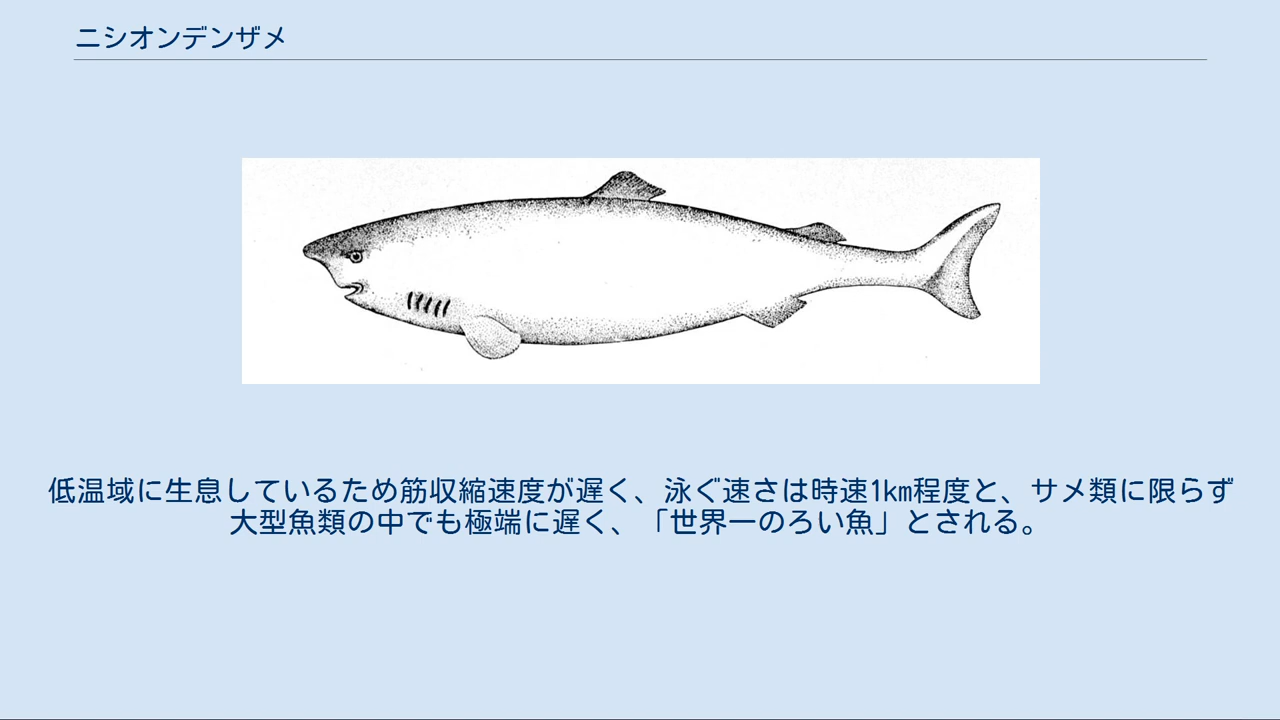 ニシオンデンザメ
低温域に生息しているため筋収縮速度が遅く、泳ぐ速さは時速1km程度と、サメ類に限らず
大型魚類の中でも極端に遅く、「世界一のろい魚」とされる。